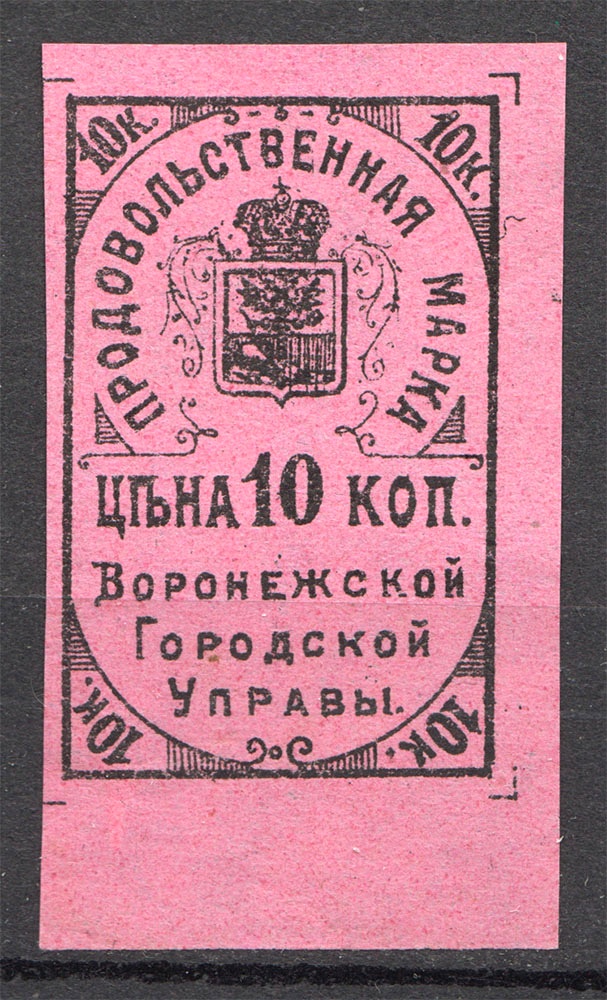 10к. 10к.
ПРОДОВОЛЬСТВЕННАЯ МАРКА
ЦѢНА 10 КОП.
ВОРОНЕЖСКОЙ
ГОРОДСКОЙ
УПРАВЫ.
10к. 10к.